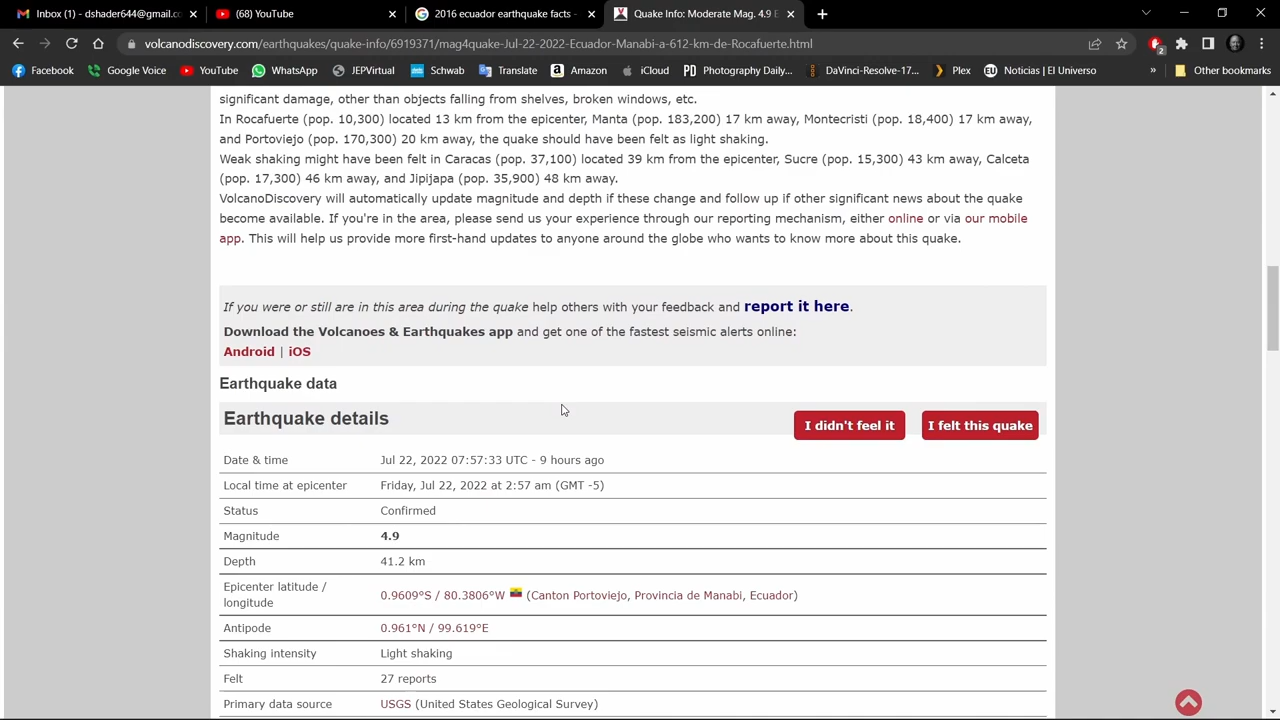 Inbox (1) - dshader644@gmail.co
(68) YouTube
2016 ecuador earthquake facts -
Quake Info: Moderate Mag. 4.9 E
volcanodiscovery.com/earthquakes/quake-info/6919371/mag4quake-Jul-22-2022-Ecuador-Manabi-a-612-km-de-Rocafuerte.html
2
Facebook
Google Voice
YouTube
WhatsApp
JEPVirtual
Schwab
Translate
Amazon
iCloud
PD Photography Daily...
DaVinci-Resolve-17...
Plex
EU Noticias | El Universo
»
Other bookmarks
significant damage, other than objects falling from shelves, broken windows, etc.
In Rocafuerte (pop. 10,300) located 13 km from the epicenter, Manta (pop. 183,200) 17 km away, Montecristi (pop. 18,400) 17 km away,
and Portoviejo (pop. 170,300) 20 km away, the quake should have been felt as light shaking.
Weak shaking might have been felt in Caracas (pop. 37,100) located 39 km from the epicenter, Sucre (pop. 15,300) 43 km away, Calceta
(pop. 17,300) 46 km away, and Jipijapa (pop. 35,900) 48 km away.
VolcanoDiscovery will automatically update magnitude and depth if these change and follow up if other significant news about the quake
become available. If you're in the area, please send us your experience through our reporting mechanism, either online or via our mobile
app. This will help us provide more first-hand updates to anyone around the globe who wants to know more about this quake.
If you were or still are in this area during the quake help others with your feedback and report it here.
Download the Volcanoes & Earthquakes app and get one of the fastest seismic alerts online:
Android | iOS
Earthquake data
Earthquake details
I didn't feel it
I felt this quake
Date & time Jul 22, 2022 07:57:33 UTC - 9 hours ago
Local time at epicenter Friday, Jul 22, 2022 at 2:57 am (GMT -5)
Status Confirmed
Magnitude 4.9
Depth 41.2 km
Epicenter latitude /
longitude
0.9609°S / 80.3806°W (Canton Portoviejo, Provincia de Manabi, Ecuador)
Antipode 0.961°N / 99.619°E
Shaking intensity Light shaking
Felt 27 reports
Primary data source USGS (United States Geological Survey)